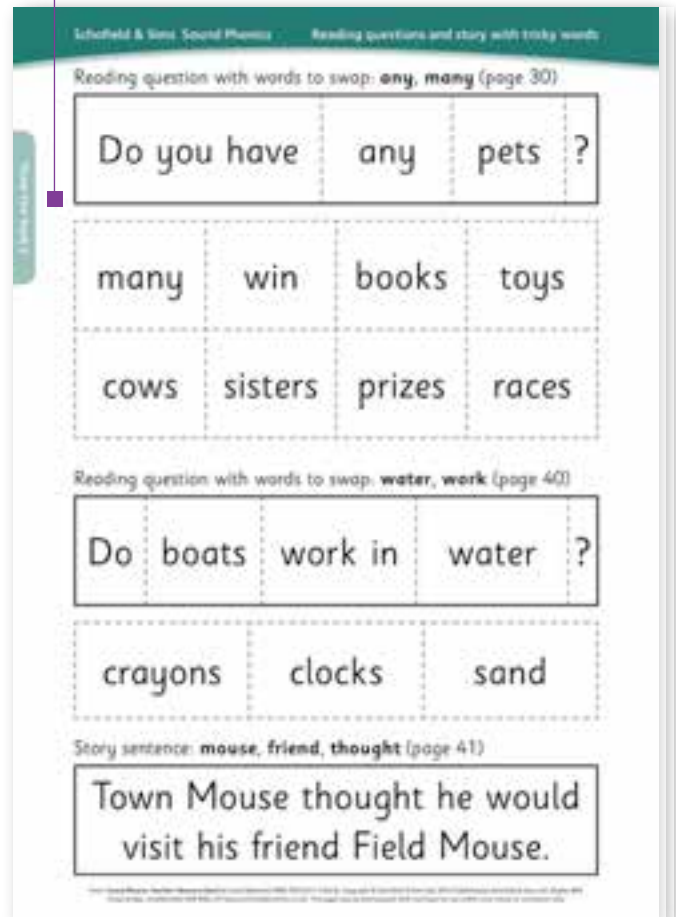 Schofield & Sims Sound Phonics Reading questions and story with tricky words
Reading question with words to swap: any, many (page 30)
Do you have any pets ?
many win books toys
cows sisters prizes races
Reading question with words to swap: water, work (page 40)
Do boats work in water ?
crayons clocks sand
Story sentence: mouse, friend, thought (page 41)
Town Mouse thought he would
visit his friend Field Mouse.